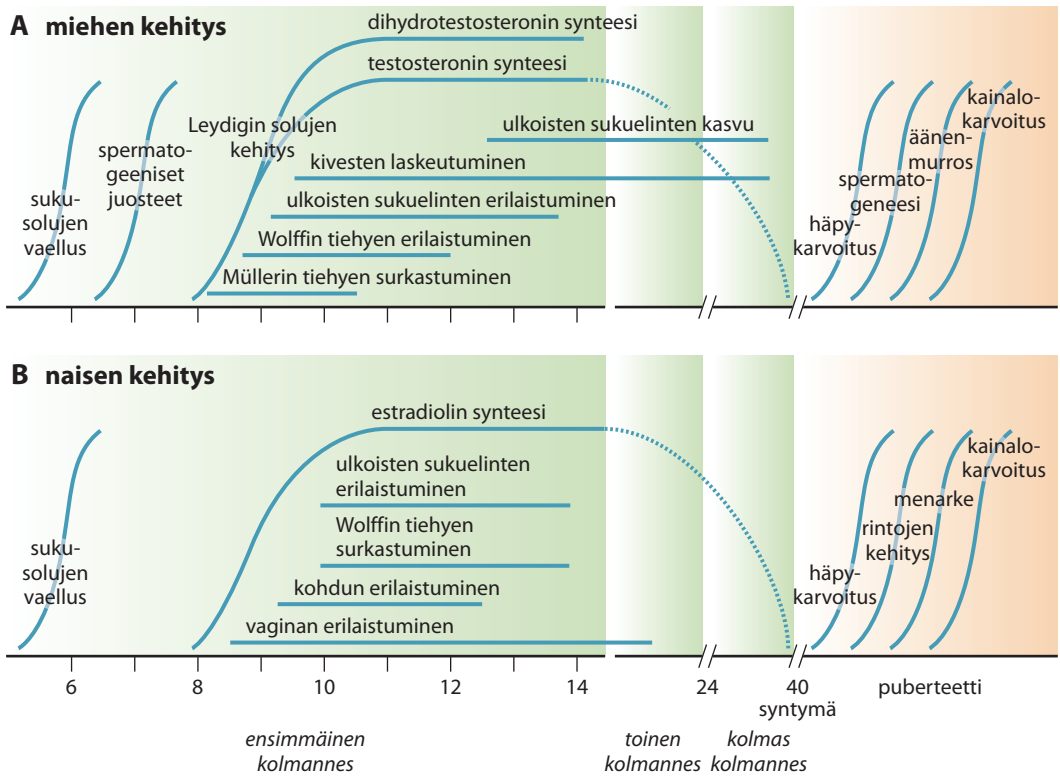 A miehen kehitys
dihydrotestosteronin synteesi
testosteronin synteesi
Leydigin solujen
kehitys
ulkoisten sukuelinten kasvu
kivesten laskeutuminen
ulkoisten sukuelinten erilaistuminen
Wolffin tiehyen erilaistuminen
Müllerin tiehyen surkastuminen
suku-
solujen
vaellus
spermato-
geeniset
juosteet
häpy-
karvoitus
spermato-
geneesi
äänen-
murros
kainalo-
karvoitus
B naisen kehitys
estradiolin synteesi
ulkoisten sukuelinten
erilaistuminen
Wolffin tiehyen
surkastuminen
kohdun erilaistuminen
vaginan erilaistuminen
suku-
solujen
vaellus
häpy-
karvoitus
rintojen
kehitys
menarke
kainalo-
karvoitus
6 8 10 12 14 24 40 puberteetti
syntymä
ensimmäinen
kolmannes
toinen
kolmannes
kolmas
kolmannes